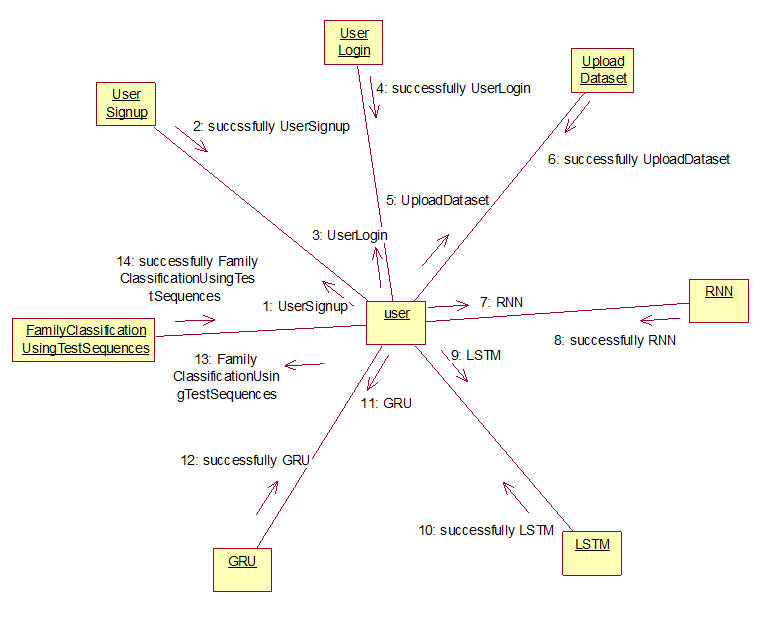 User
Login
Upload
Dataset
4: successfully UserLogin
User
Signup
2: succssfully UserSignup
6: successfully UploadDataset
5: UploadDataset
3: UserLogin
14: successfully Family
ClassificationUsingTes
tSequences
1: UserSignup
user
7: RNN
RNN
FamilyClassification
UsingTestSequences
8: successfully RNN
13: Family
ClassificationUsin
gTestSequences
9: LSTM
11: GRU
12: successfully GRU
10: successfully LSTM
GRU
LSTM